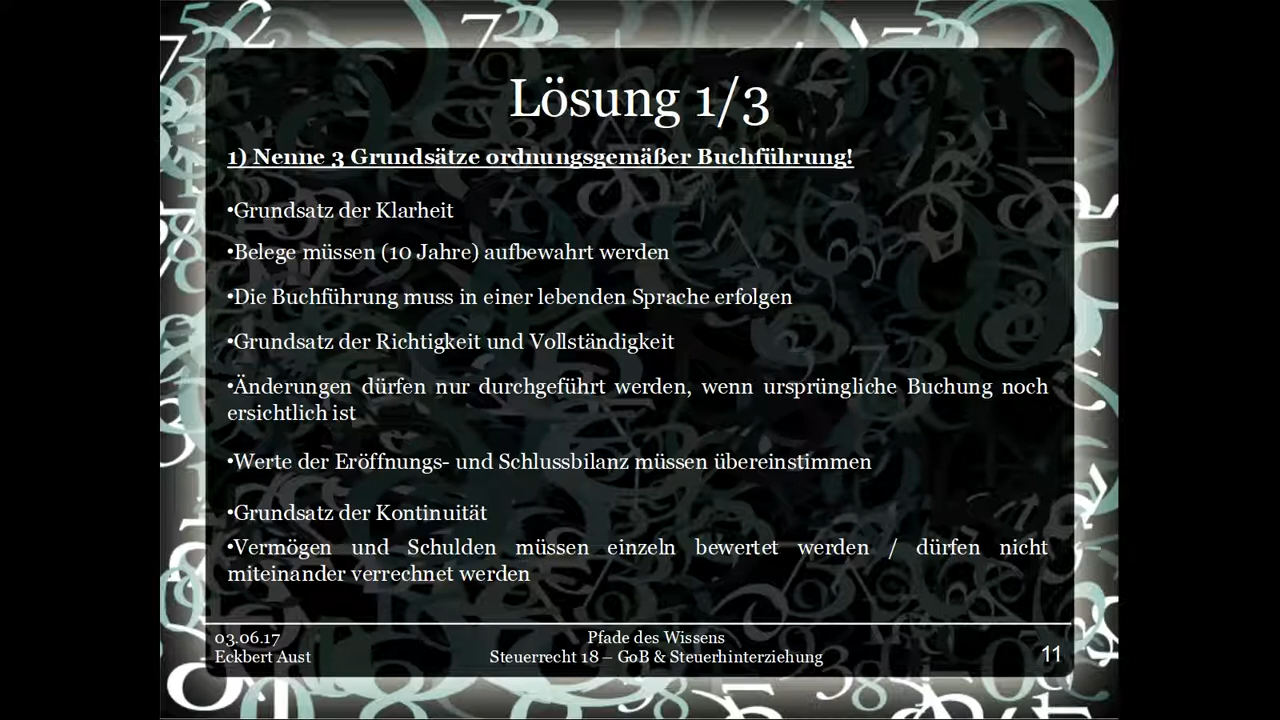 Lösung 1/3
1) Nenne 3 Grundsätze ordnungsgemäßer Buchführung!
•Grundsatz der Klarheit
•Belege müssen (10 Jahre) aufbewahrt werden
•Die Buchführung muss in einer lebenden Sprache erfolgen
•Grundsatz der Richtigkeit und Vollständigkeit
•Änderungen dürfen nur durchgeführt werden, wenn ursprüngliche Buchung noch
ersichtlich ist
•Werte der Eröffnungs- und Schlussbilanz müssen übereinstimmen
•Grundsatz der Kontinuität
•Vermögen und Schulden müssen einzeln bewertet werden / dürfen nicht
miteinander verrechnet werden
03.06.17
Eckbert Aust
Pfade des Wissens
Steuerrecht 18 – GoB & Steuerhinterziehung
11